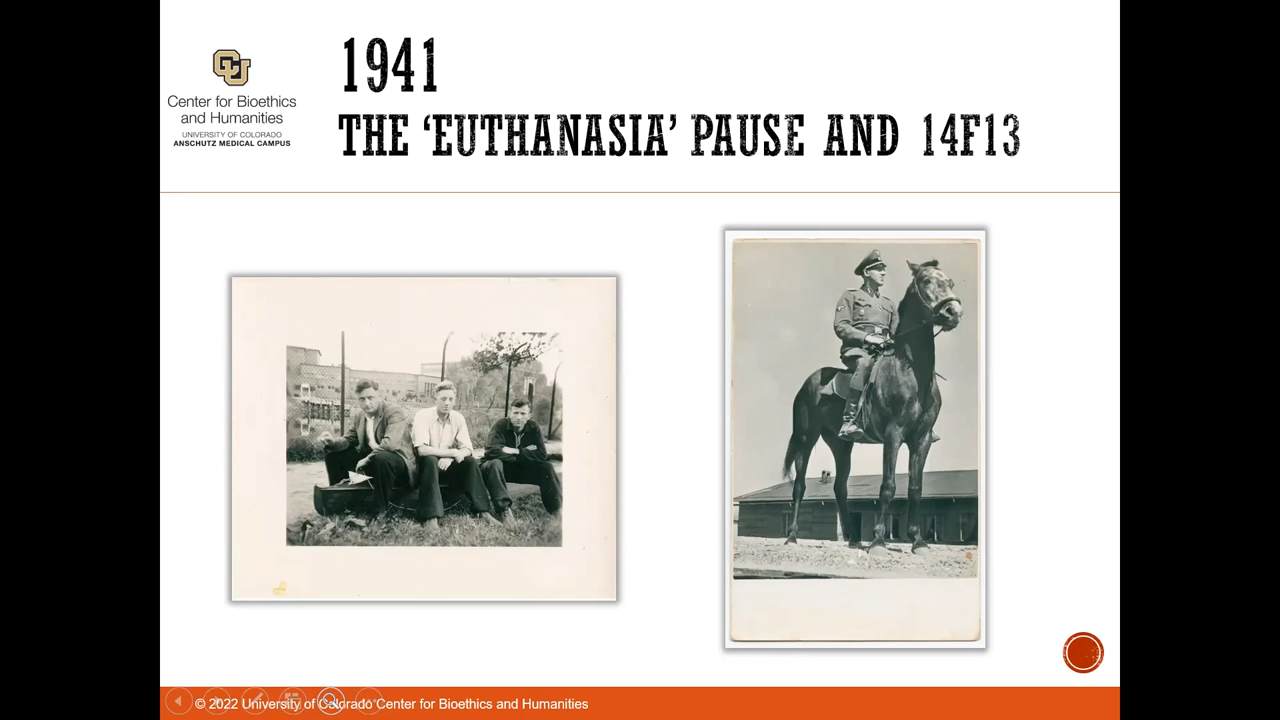 1941
THE ‘EUTHANASIA’ PAUSE AND 14F13
CU
Center for Bioethics
and Humanities
UNIVERSITY OF COLORADO
ANSCHUTZ MEDICAL CAMPUS
© 2022 University of Colorado Center for Bioethics and Humanities